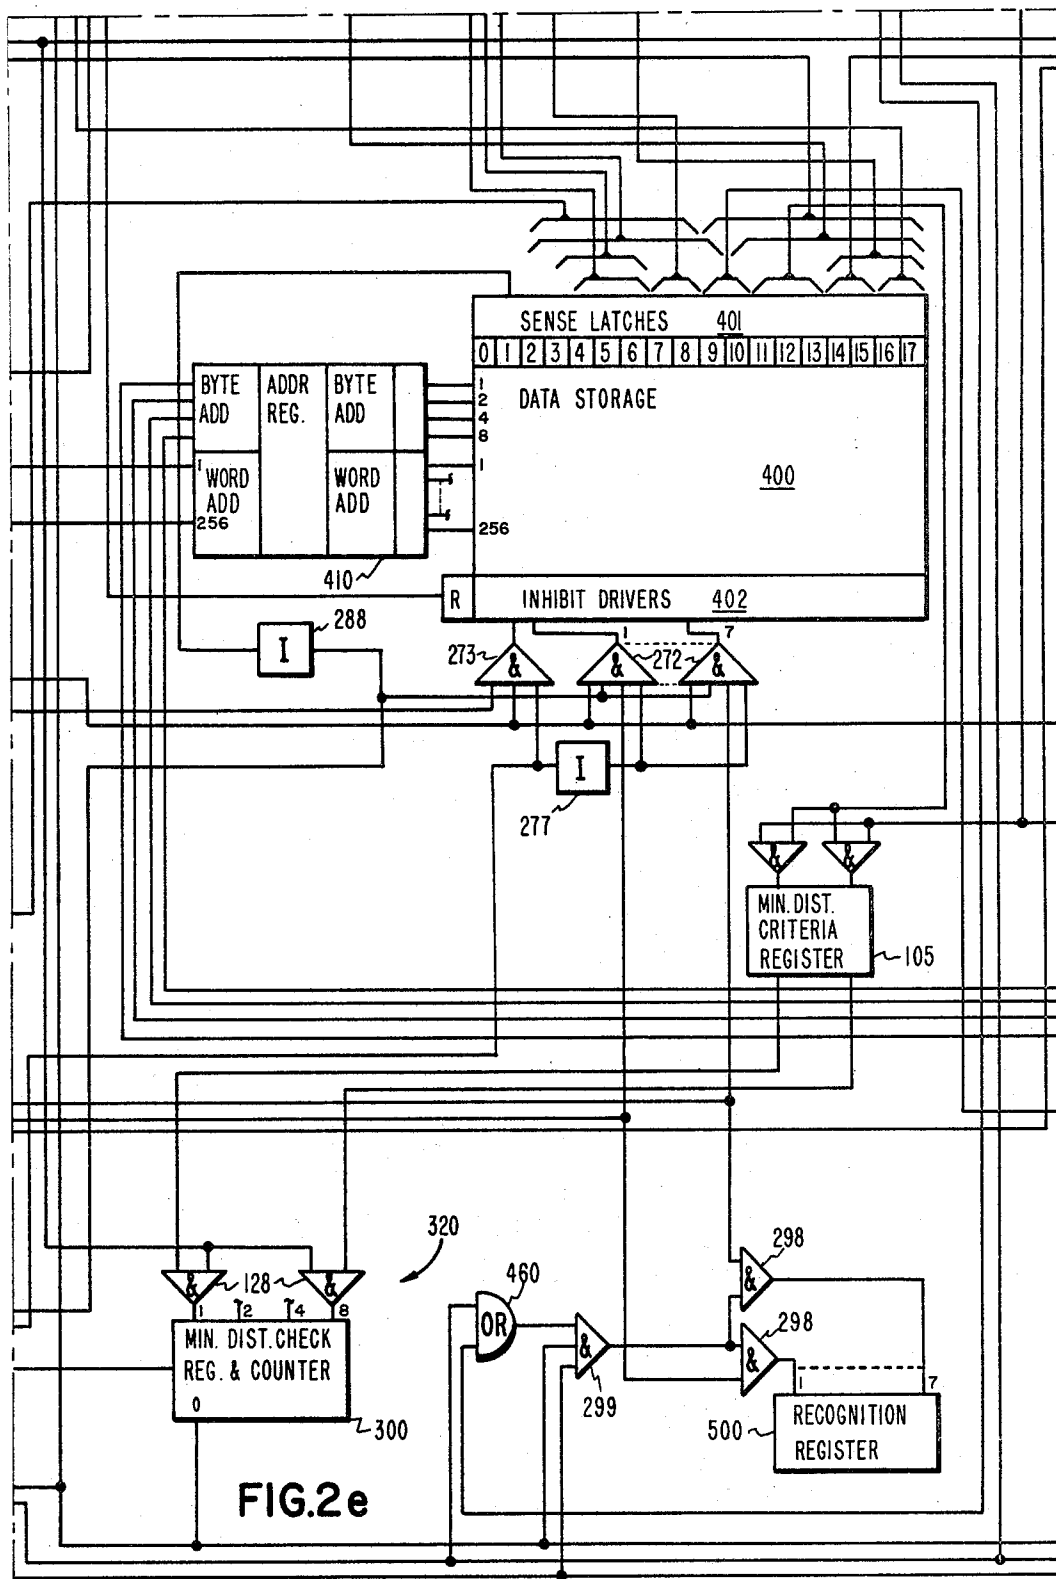 SENSE LATCHES 401
0 1 2 3 4 5 6 7 8 9 10 11 12 13 14 15 16 17
BYTE ADD
ADDR REG.
BYTE ADD
1
2
4
8
DATA STORAGE
400
1
WORD ADD
256
WORD ADD
1
256
410
R
INHIBIT DRIVERS 402
I
288
273
&
1
&
272
7
&
I
277
&
&
MIN. DIST.
CRITERIA
REGISTER
105
320
&
128
&
1
2
4
8
MIN. DIST. CHECK
REG. & COUNTER
0
300
OR
460
&
299
&
298
&
298
1
7
500
RECOGNITION
REGISTER
FIG.2e